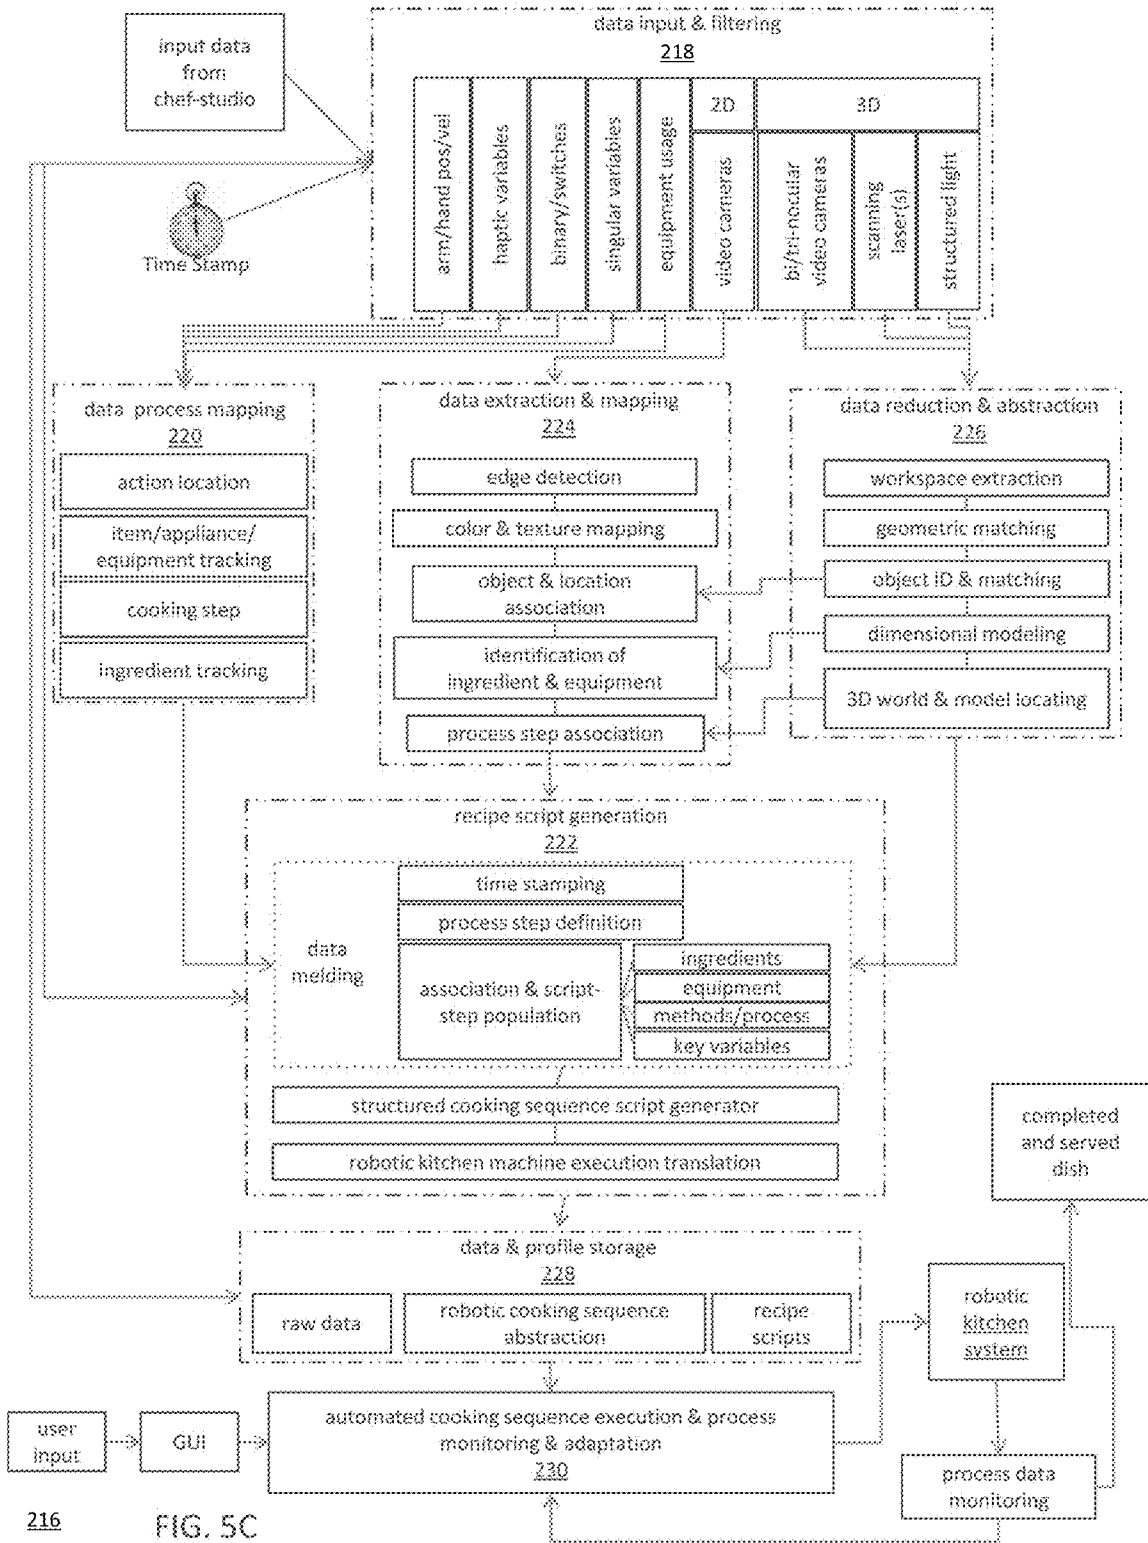 data input & filtering
218
input data
from
chef-studio
Time Stamp
arm/hand pos/vel
haptic variables
binary/switches
singular variables
equipment usage
2D
video cameras
3D
bi/tri-nocular
video cameras
scanning
laser(s)
structured light
data process mapping
220
action location
item/appliance/
equipment tracking
cooking step
ingredient tracking
data extraction & mapping
224
edge detection
color & texture mapping
object & location
association
identification of
ingredient & equipment
process step association
data reduction & abstraction
226
workspace extraction
geometric matching
object ID & matching
dimensional modeling
3D world & model locating
recipe script generation
222
data
melding
time stamping
process step definition
association & script-
step population
ingredients
equipment
methods/process
key variables
structured cooking sequence script generator
robotic kitchen machine execution translation
completed
and served
dish
data & profile storage
228
raw data
robotic cooking sequence
abstraction
recipe
scripts
robotic
kitchen
system
user
input
GUI
automated cooking sequence execution & process
monitoring & adaptation
230
process data
monitoring
216
FIG. 5C